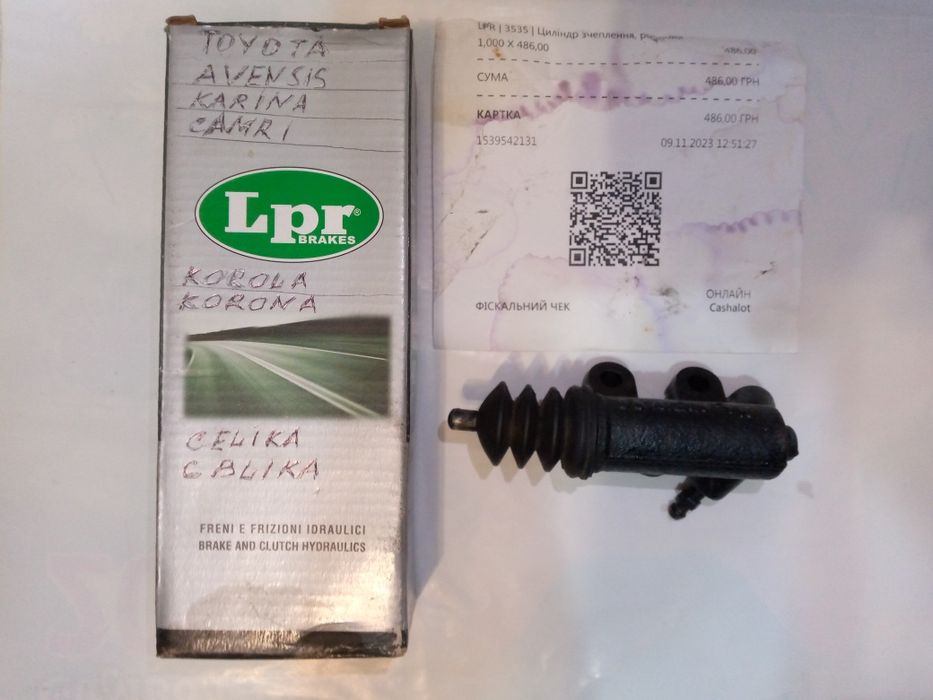 TOYOTA
AVENSIS
KARINA
CAMRI
Lpr®
BRAKES
KOROLA
KORONA
CELIKA
CBLIKA
FRENI E FRIZIONI IDRAULICI
BRAKE AND CLUTCH HYDRAULICS
LPR | 3535 | Циліндр зчеплення,
1,000 X 486,00 486,00
СУМА 486,00 ГРН
КАРТКА 486,00 ГРН
1539542131 09.11.2023 12:51:27
ФІСКАЛЬНИЙ ЧЕК
ОНЛАЙН
Cashalot